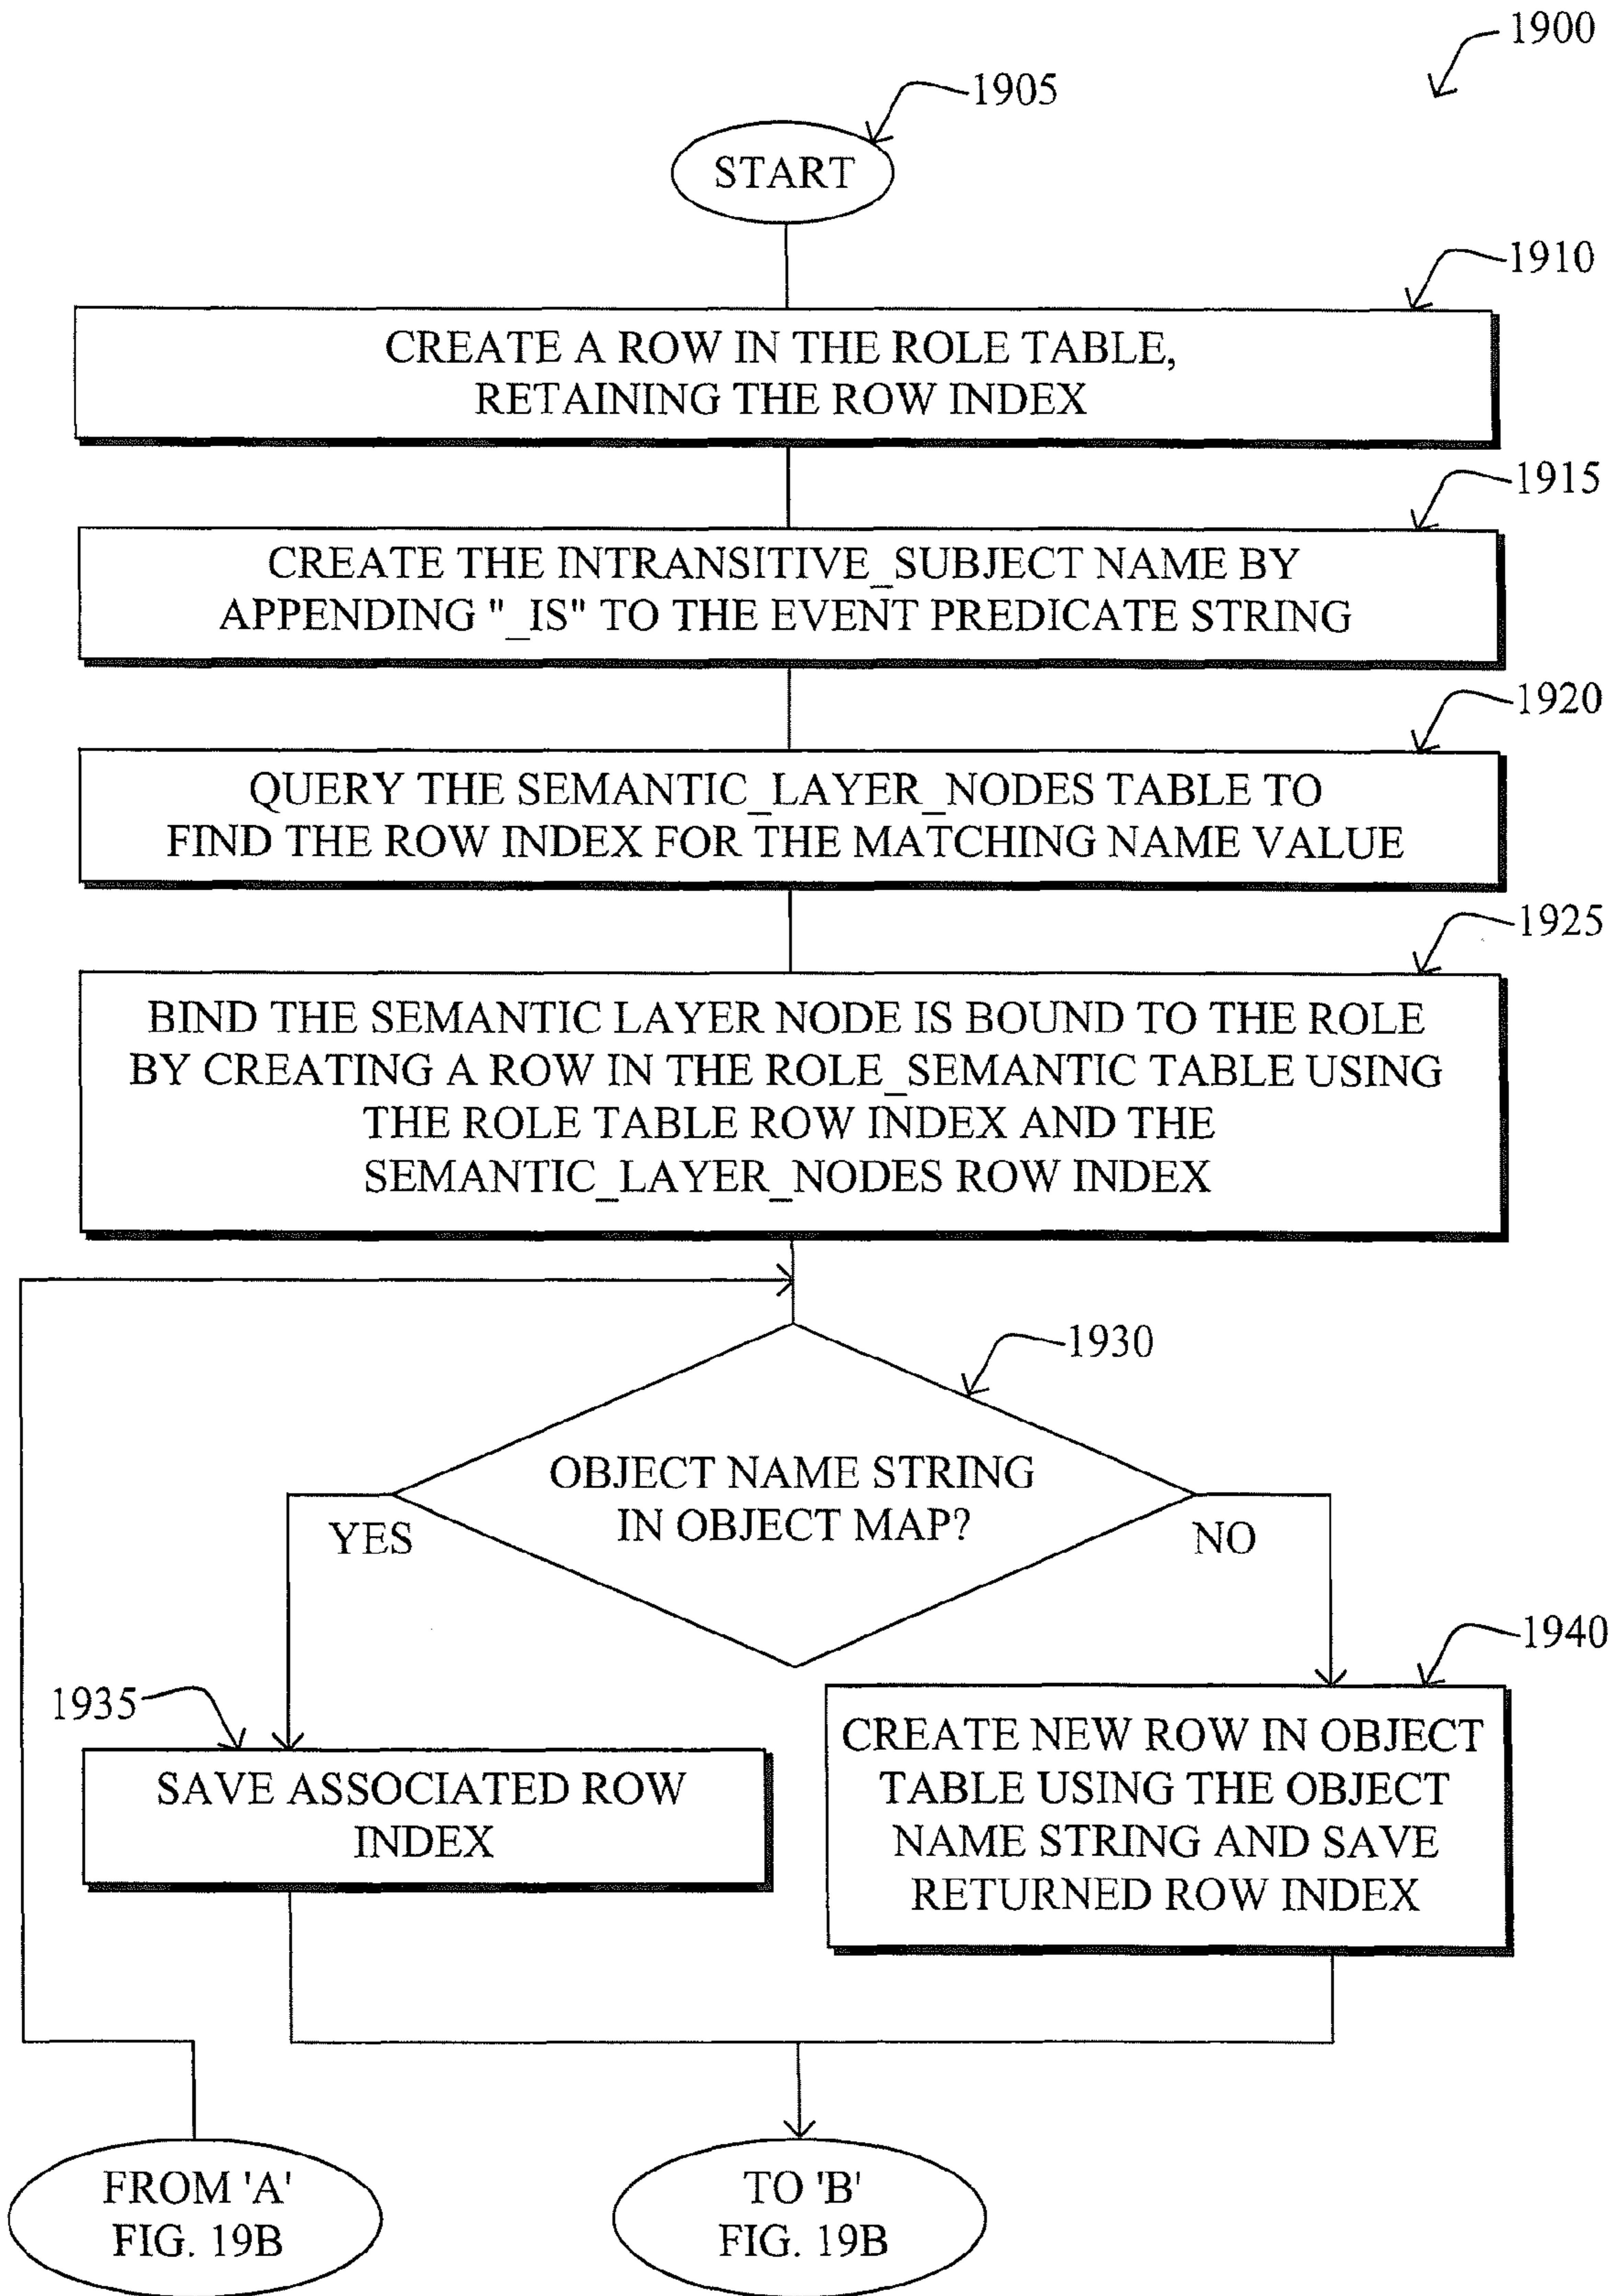 1900
1905
START
1910
CREATE A ROW IN THE ROLE TABLE,
RETAINING THE ROW INDEX
1915
CREATE THE INTRANSITIVE_SUBJECT NAME BY
APPENDING "_IS" TO THE EVENT PREDICATE STRING
1920
QUERY THE SEMANTIC_LAYER_NODES TABLE TO
FIND THE ROW INDEX FOR THE MATCHING NAME VALUE
1925
BIND THE SEMANTIC LAYER NODE IS BOUND TO THE ROLE
BY CREATING A ROW IN THE ROLE_SEMANTIC TABLE USING
THE ROLE TABLE ROW INDEX AND THE
SEMANTIC_LAYER_NODES ROW INDEX
1930
OBJECT NAME STRING
IN OBJECT MAP?
YES
NO
1935
SAVE ASSOCIATED ROW
INDEX
1940
CREATE NEW ROW IN OBJECT
TABLE USING THE OBJECT
NAME STRING AND SAVE
RETURNED ROW INDEX
FROM 'A'
FIG. 19B
TO 'B'
FIG. 19B